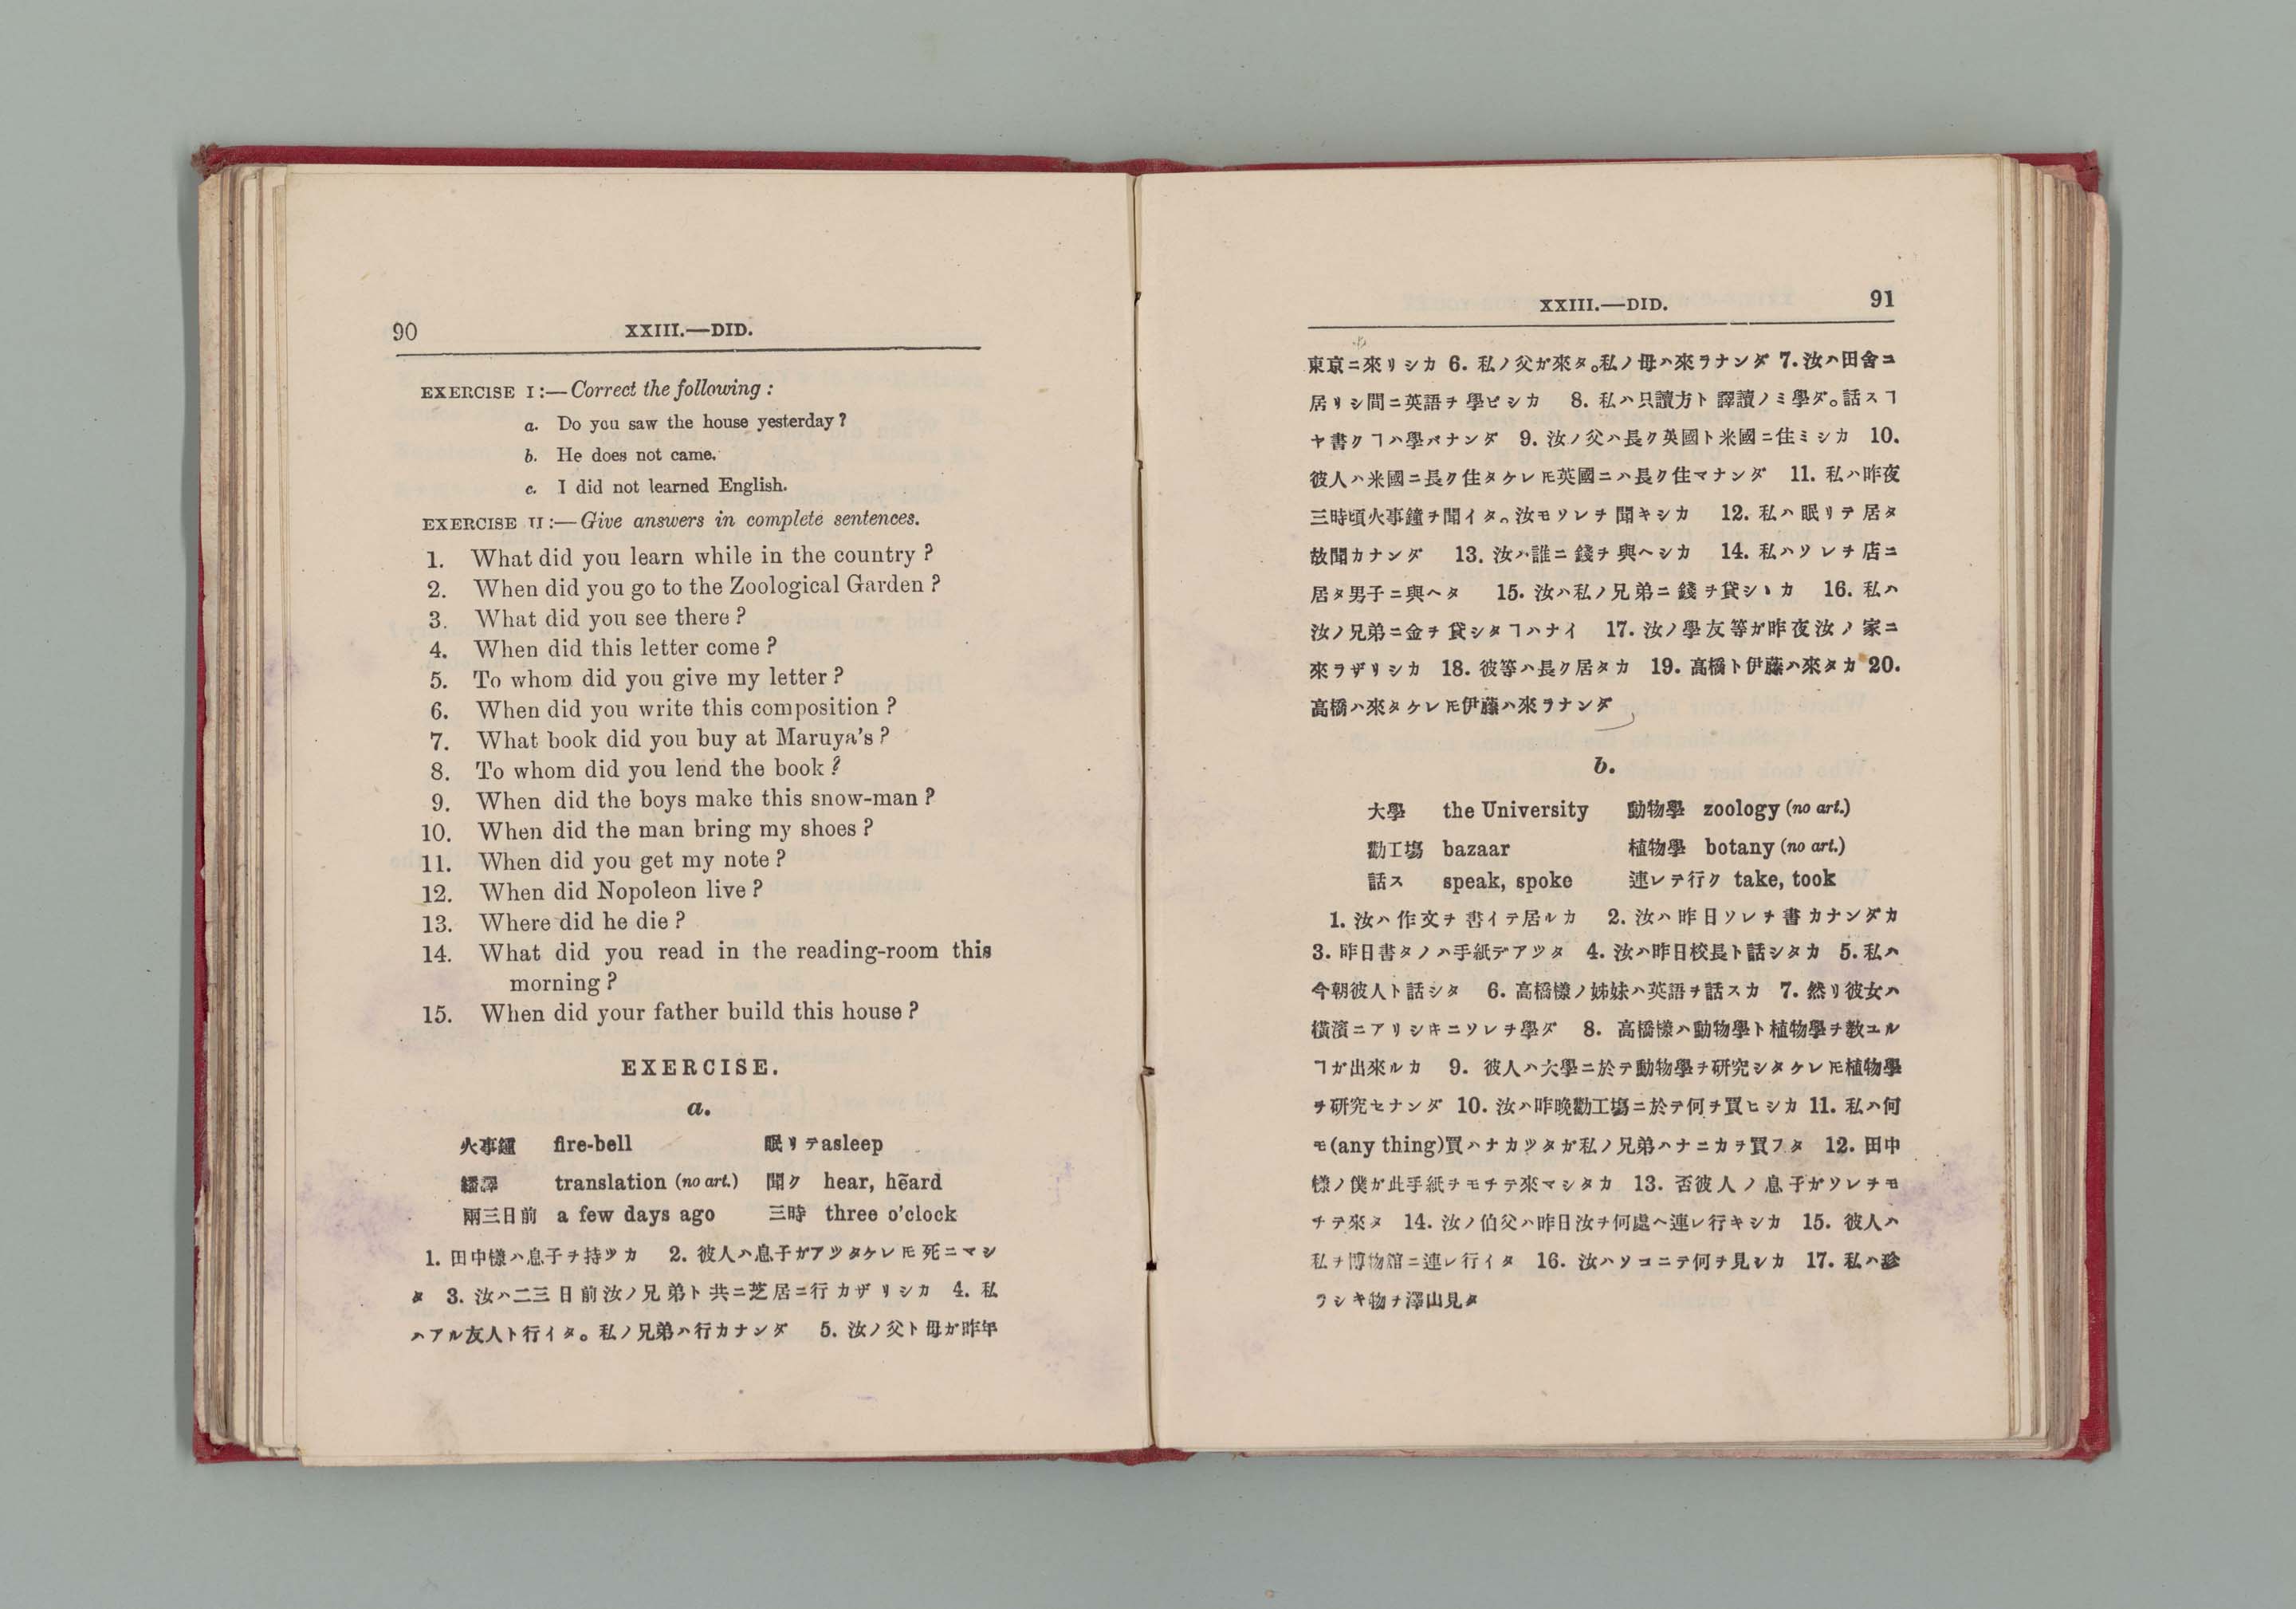 90
XXIII.—DID.
EXERCISE I:—Correct the following:
a. Do you saw the house yesterday?
b. He does not came.
c. I did not learned English.
EXERCISE II:—Give answers in complete sentences.
1. What did you learn while in the country?
2. When did you go to the Zoological Garden?
3. What did you see there?
4. When did this letter come?
5. To whom did you give my letter?
6. When did you write this composition?
7. What book did you buy at Maruya's?
8. To whom did you lend the book?
9. When did the boys make this snow-man?
10. When did the man bring my shoes?
11. When did you get my note?
12. When did Nopoleon live?
13. Where did he die?
14. What did you read in the reading-room this
morning?
15. When did your father build this house?
EXERCISE.
a.
火事鐘 fire-bell 眠リテ asleep
飜譯 translation (no art.) 聞ク hear, hẽard
兩三日前 a few days ago 三時 three o'clock
1. 田中樣ハ息子ヲ持ツカ 2. 彼人ハ息子ガアツタケレ𪜈死ニマシ
タ 3. 汝ハ二三日前汝ノ兄弟ト共ニ芝居ニ行カザリシカ 4. 私
ハアル友人ト行イタ。私ノ兄弟ハ行カナンダ 5. 汝ノ父ト母ガ昨年
XXIII.—DID.
91
東京ニ來リシカ 6. 私ノ父ガ來タ。私ノ母ハ來ラナンダ 7. 汝ハ田舍ニ
居リシ間ニ英語ヲ學ビシカ 8. 私ハ只讀方ト譯讀ノミ學ダ。話スヿ
ヤ書クヿハ學バナンダ 9. 汝ノ父ハ長ク英國ト米國ニ住ミシカ 10.
彼人ハ米國ニ長ク住タケレ𪜈英國ニハ長ク住マナンダ 11. 私ハ昨夜
三時頃火事鐘ヲ聞イタ。汝モソレヲ聞キシカ 12. 私ハ眠リテ居タ
故聞カナンダ 13. 汝ハ誰ニ錢ヲ與ヘシカ 14. 私ハソレヲ店ニ
居タ男子ニ與ヘタ 15. 汝ハ私ノ兄弟ニ錢ヲ貸シヽカ 16. 私ハ
汝ノ兄弟ニ金ヲ貸シタヿハナイ 17. 汝ノ學友等ガ昨夜汝ノ家ニ
來ラザリシカ 18. 彼等ハ長ク居タカ 19. 高橋ト伊藤ハ來タカ 20.
高橋ハ來タケレ𪜈伊藤ハ來ラナンダ
b.
大學 the University 動物學 zoology (no art.)
勸工塲 bazaar 植物學 botany (no art.)
話ス speak, spoke 連レテ行ク take, took
1. 汝ハ作文ヲ書イテ居ルカ 2. 汝ハ昨日ソレヲ書カナンダカ
3. 昨日書タノハ手紙デアツタ 4. 汝ハ昨日校長ト話シタカ 5. 私ハ
今朝彼人ト話シタ 6. 高橋樣ノ姊妹ハ英語ヲ話スカ 7. 然リ彼女ハ
橫濱ニアリシキニソレヲ學ダ 8. 高橋樣ハ動物學ト植物學ヲ敎ユル
ヿガ出來ルカ 9. 彼人ハ大學ニ於テ動物學ヲ研究シタケレ𪜈植物學
ヲ研究セナンダ 10. 汝ハ昨晩勸工塲ニ於テ何ヲ買ヒシカ 11. 私ハ何
モ(any thing)買ハナカツタガ私ノ兄弟ハナニカヲ買フタ 12. 田中
樣ノ僕ガ此手紙ヲモチテ來マシタカ 13. 否彼人ノ息子ガソレヲモ
チテ來タ 14. 汝ノ伯父ハ昨日汝ヲ何處ヘ連レ行キシカ 15. 彼人ハ
私ヲ博物館ニ連レ行イタ 16. 汝ハソコニテ何ヲ見シカ 17. 私ハ珍
ラシキ物ヲ澤山見タ